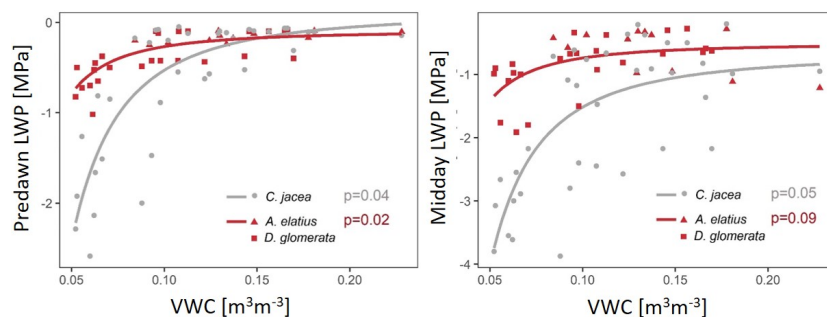 Predawn LWP [MPa]
0
-1
-2
0.05 0.10 0.15 0.20
VWC [m³m⁻³]
C. jacea p=0.04
A. elatius p=0.02
D. glomerata
Midday LWP [MPa]
0
-1
-2
-3
-4
0.05 0.10 0.15 0.20
VWC [m³m⁻³]
C. jacea p=0.05
A. elatius p=0.09
D. glomerata